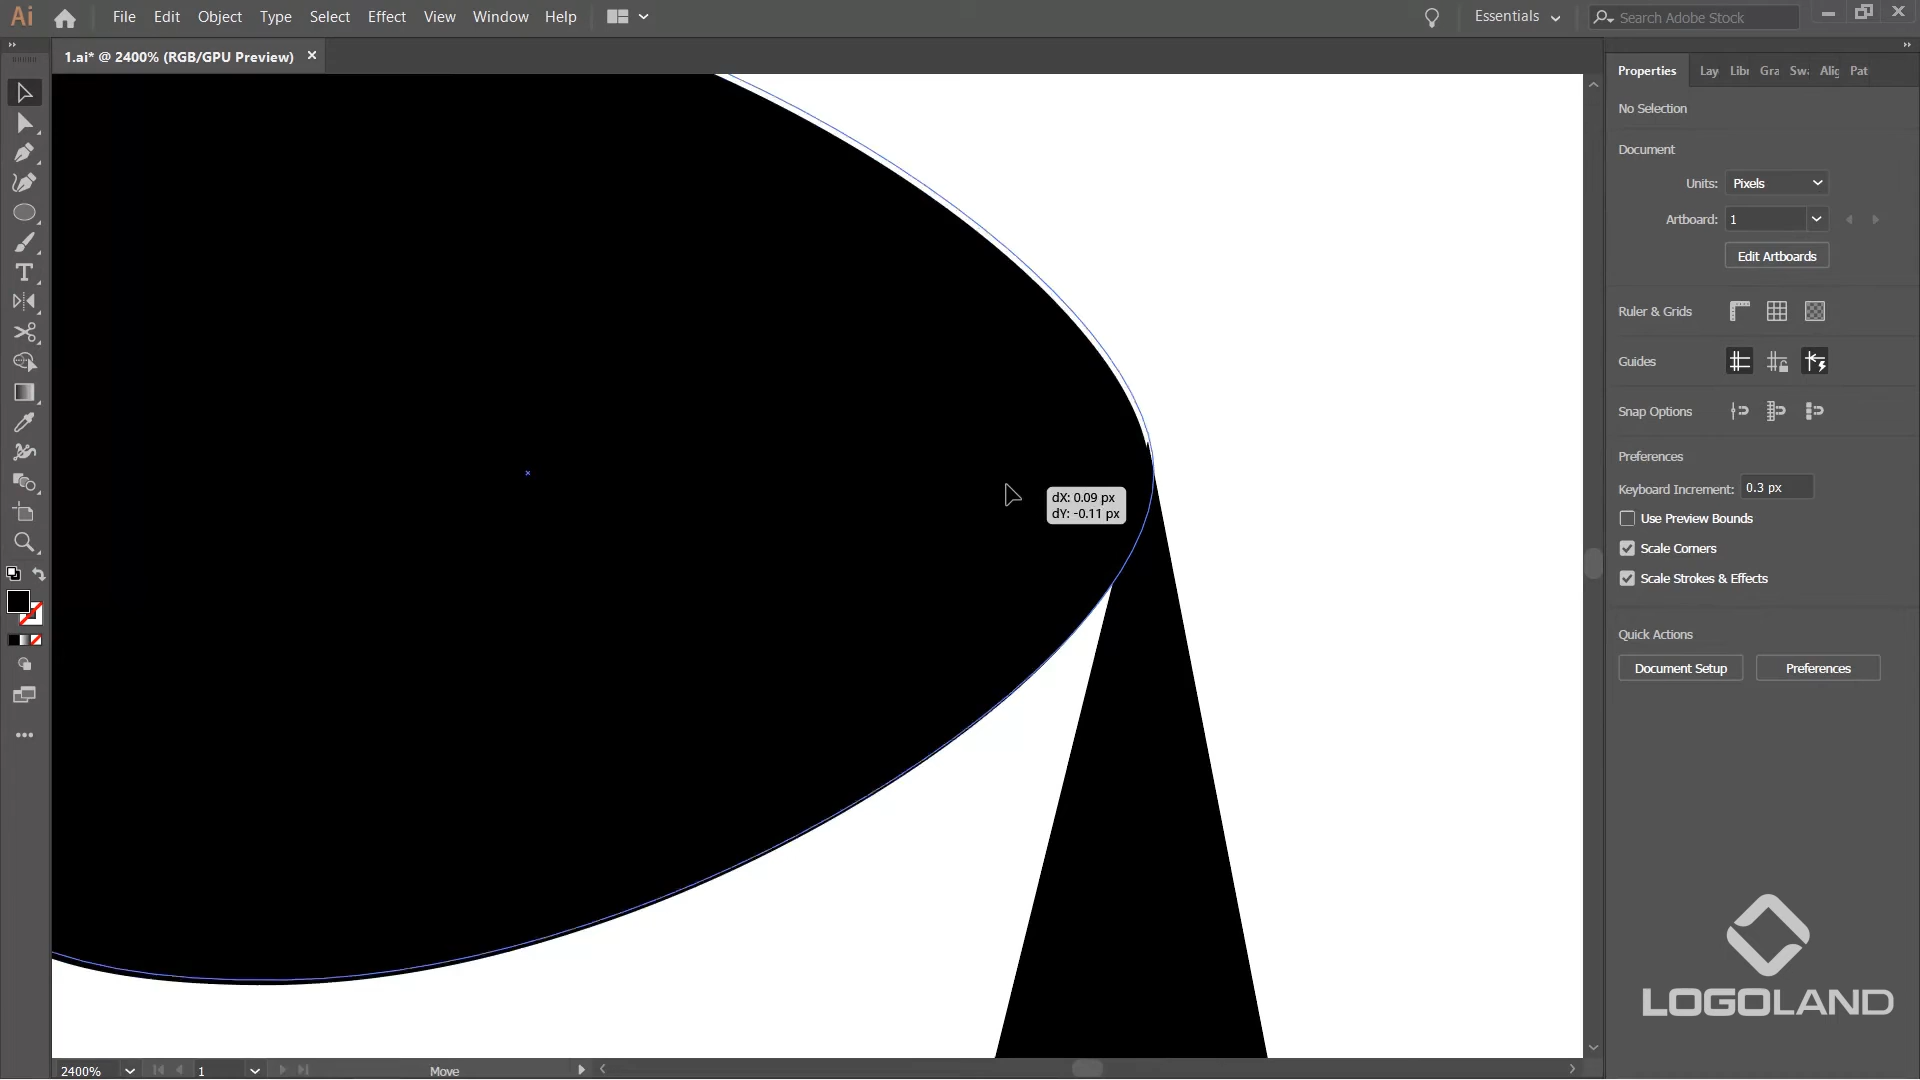 Ai File Edit Object Type Select Effect View Window Help Essentials Search Adobe Stock
1.ai* @ 2400% (RGB/GPU Preview) ×
Properties Lay Libr Gra Swa Alig Pat
No Selection
Document
Units: Pixels
Artboard: 1
Edit Artboards
Ruler & Grids
Guides
Snap Options
Preferences
Keyboard Increment: 0.3 px
Use Preview Bounds
Scale Corners
Scale Strokes & Effects
Quick Actions
Document Setup Preferences
dX: 0.09 px
dY: -0.11 px
LOGOLAND
2400% 1 Move